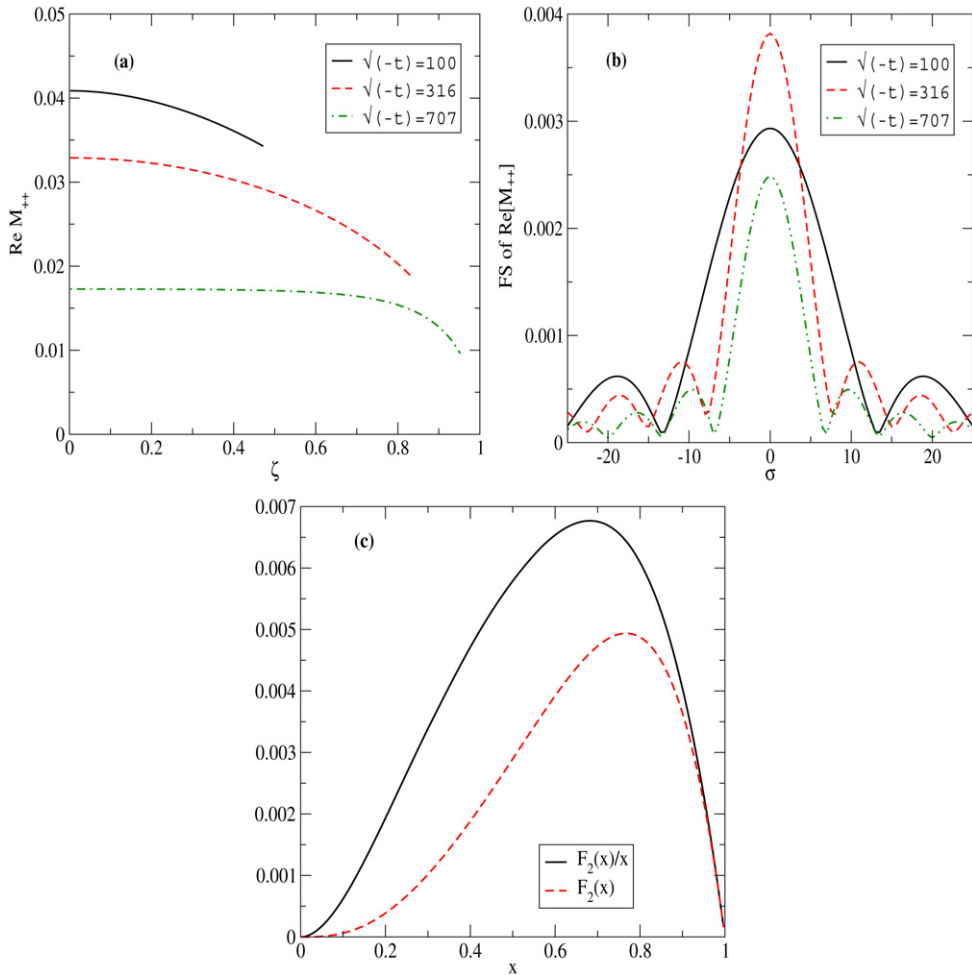 (a)
√(-t)=100
√(-t)=316
√(-t)=707
Re M++
0.05
0.04
0.03
0.02
0.01
0
0
0.2
0.4
0.6
0.8
1
ζ
(b)
√(-t)=100
√(-t)=316
√(-t)=707
FS of Re[M++]
0.004
0.003
0.002
0.001
0
-20
-10
0
10
20
σ
(c)
0.007
0.006
0.005
0.004
0.003
0.002
0.001
0
F2(x)/x
F2(x)
0
0.2
0.4
0.6
0.8
1
x